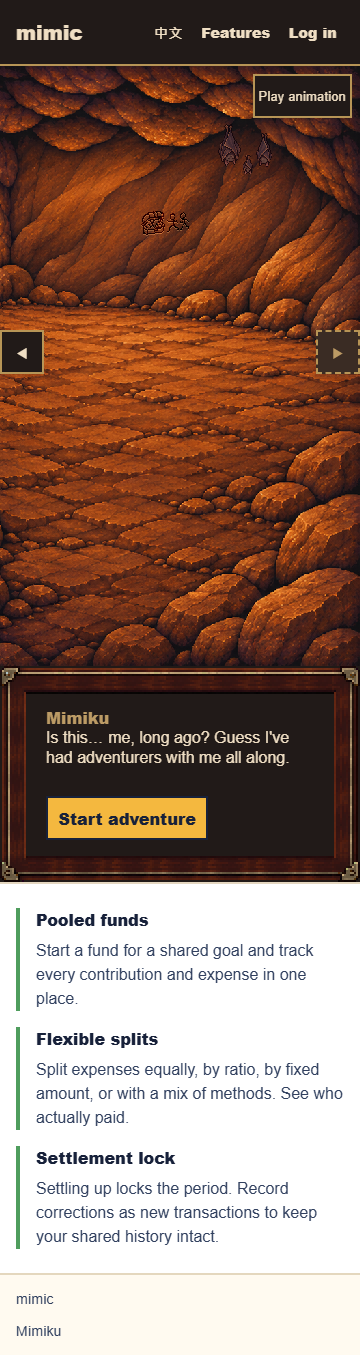 mimic
中文 Features Log in
Play animation
Mimiku
Is this... me, long ago? Guess I've
had adventurers with me all along.
Start adventure
Pooled funds
Start a fund for a shared goal and track
every contribution and expense in one
place.
Flexible splits
Split expenses equally, by ratio, by fixed
amount, or with a mix of methods. See who
actually paid.
Settlement lock
Settling up locks the period. Record
corrections as new transactions to keep
your shared history intact.
mimic
Mimiku